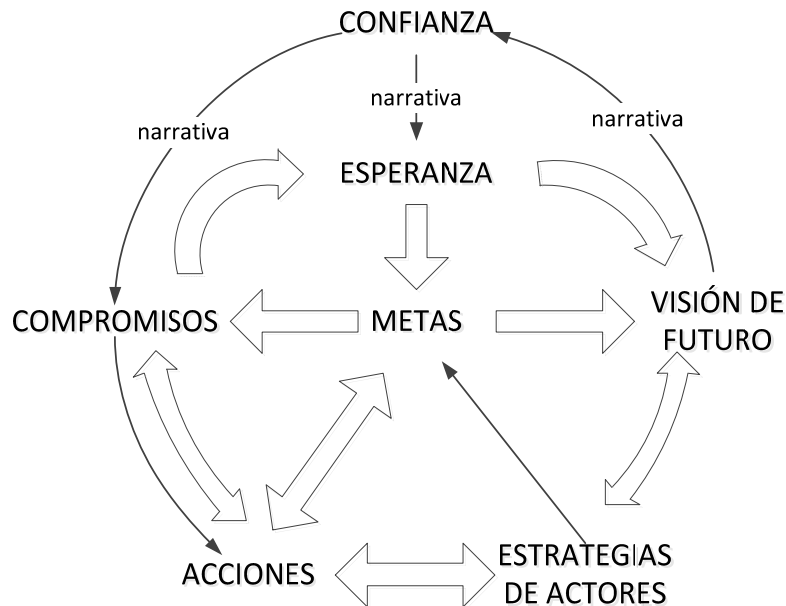 CONFIANZA
narrativa
narrativa
narrativa
ESPERANZA
COMPROMISOS
METAS
VISIÓN DE
FUTURO
ACCIONES
ESTRATEGIAS
DE ACTORES